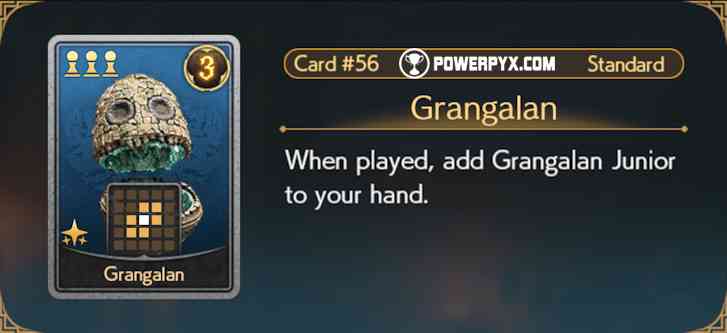 3
Grangalan
Card #56 POWERPYX.COM Standard
Grangalan
When played, add Grangalan Junior
to your hand.